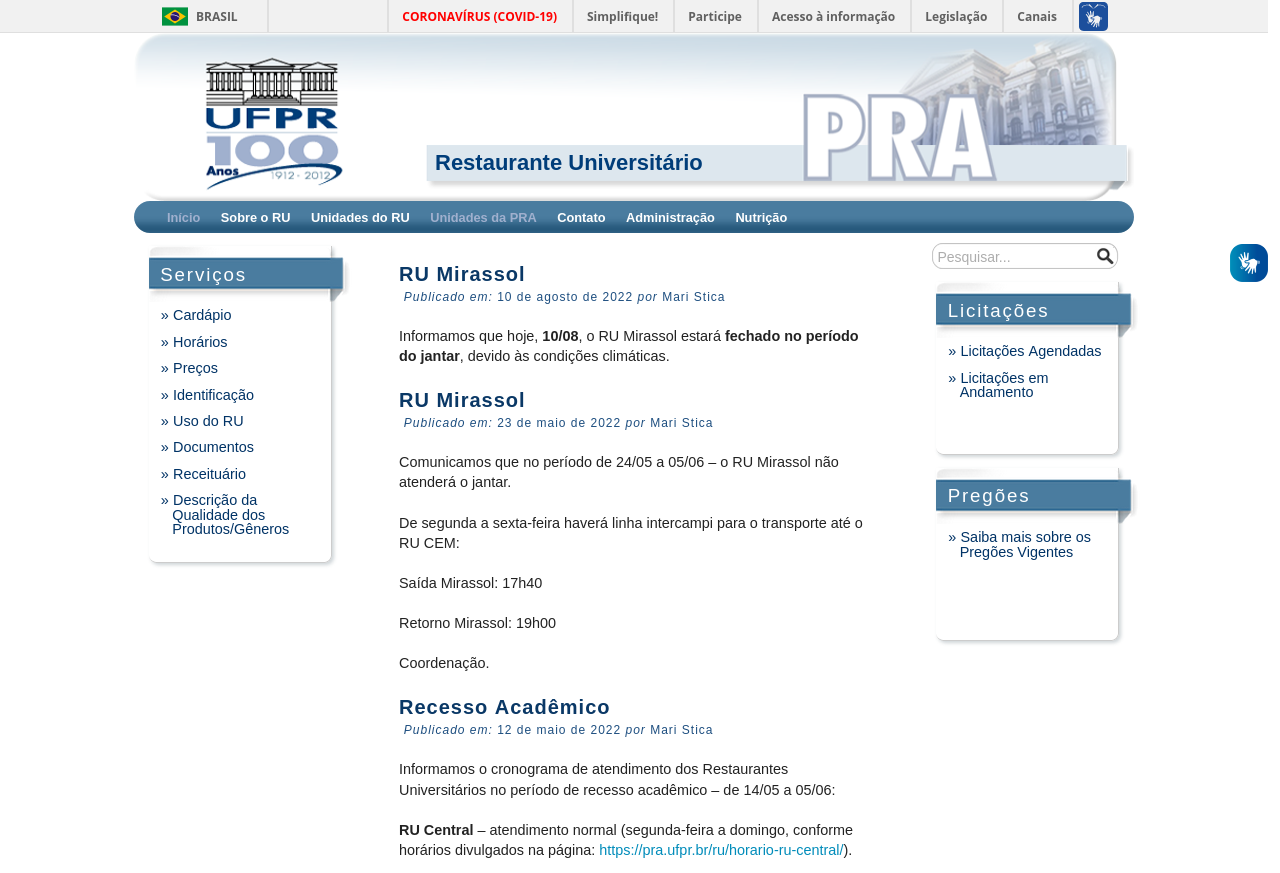 BRASIL
CORONAVÍRUS (COVID-19)
Simplifique!
Participe
Acesso à informação
Legislação
Canais
UFPR
100
Anos
1912 - 2012
PRA
Restaurante Universitário
Início
Sobre o RU
Unidades do RU
Unidades da PRA
Contato
Administração
Nutrição
Serviços
» Cardápio
» Horários
» Preços
» Identificação
» Uso do RU
» Documentos
» Receituário
» Descrição da
Qualidade dos
Produtos/Gêneros
RU Mirassol
Publicado em: 10 de agosto de 2022 por Mari Stica
Informamos que hoje, 10/08, o RU Mirassol estará fechado no período
do jantar, devido às condições climáticas.
RU Mirassol
Publicado em: 23 de maio de 2022 por Mari Stica
Comunicamos que no período de 24/05 a 05/06 – o RU Mirassol não
atenderá o jantar.
De segunda a sexta-feira haverá linha intercampi para o transporte até o
RU CEM:
Saída Mirassol: 17h40
Retorno Mirassol: 19h00
Coordenação.
Recesso Acadêmico
Publicado em: 12 de maio de 2022 por Mari Stica
Informamos o cronograma de atendimento dos Restaurantes
Universitários no período de recesso acadêmico – de 14/05 a 05/06:
RU Central – atendimento normal (segunda-feira a domingo, conforme
horários divulgados na página: https://pra.ufpr.br/ru/horario-ru-central/).
Pesquisar...
Licitações
» Licitações Agendadas
» Licitações em
Andamento
Pregões
» Saiba mais sobre os
Pregões Vigentes